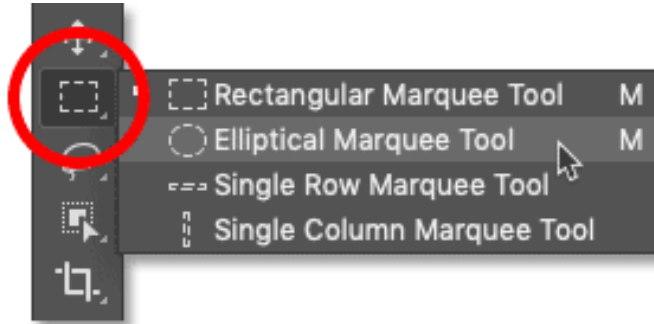 Rectangular Marquee Tool M
Elliptical Marquee Tool M
Single Row Marquee Tool
Single Column Marquee Tool